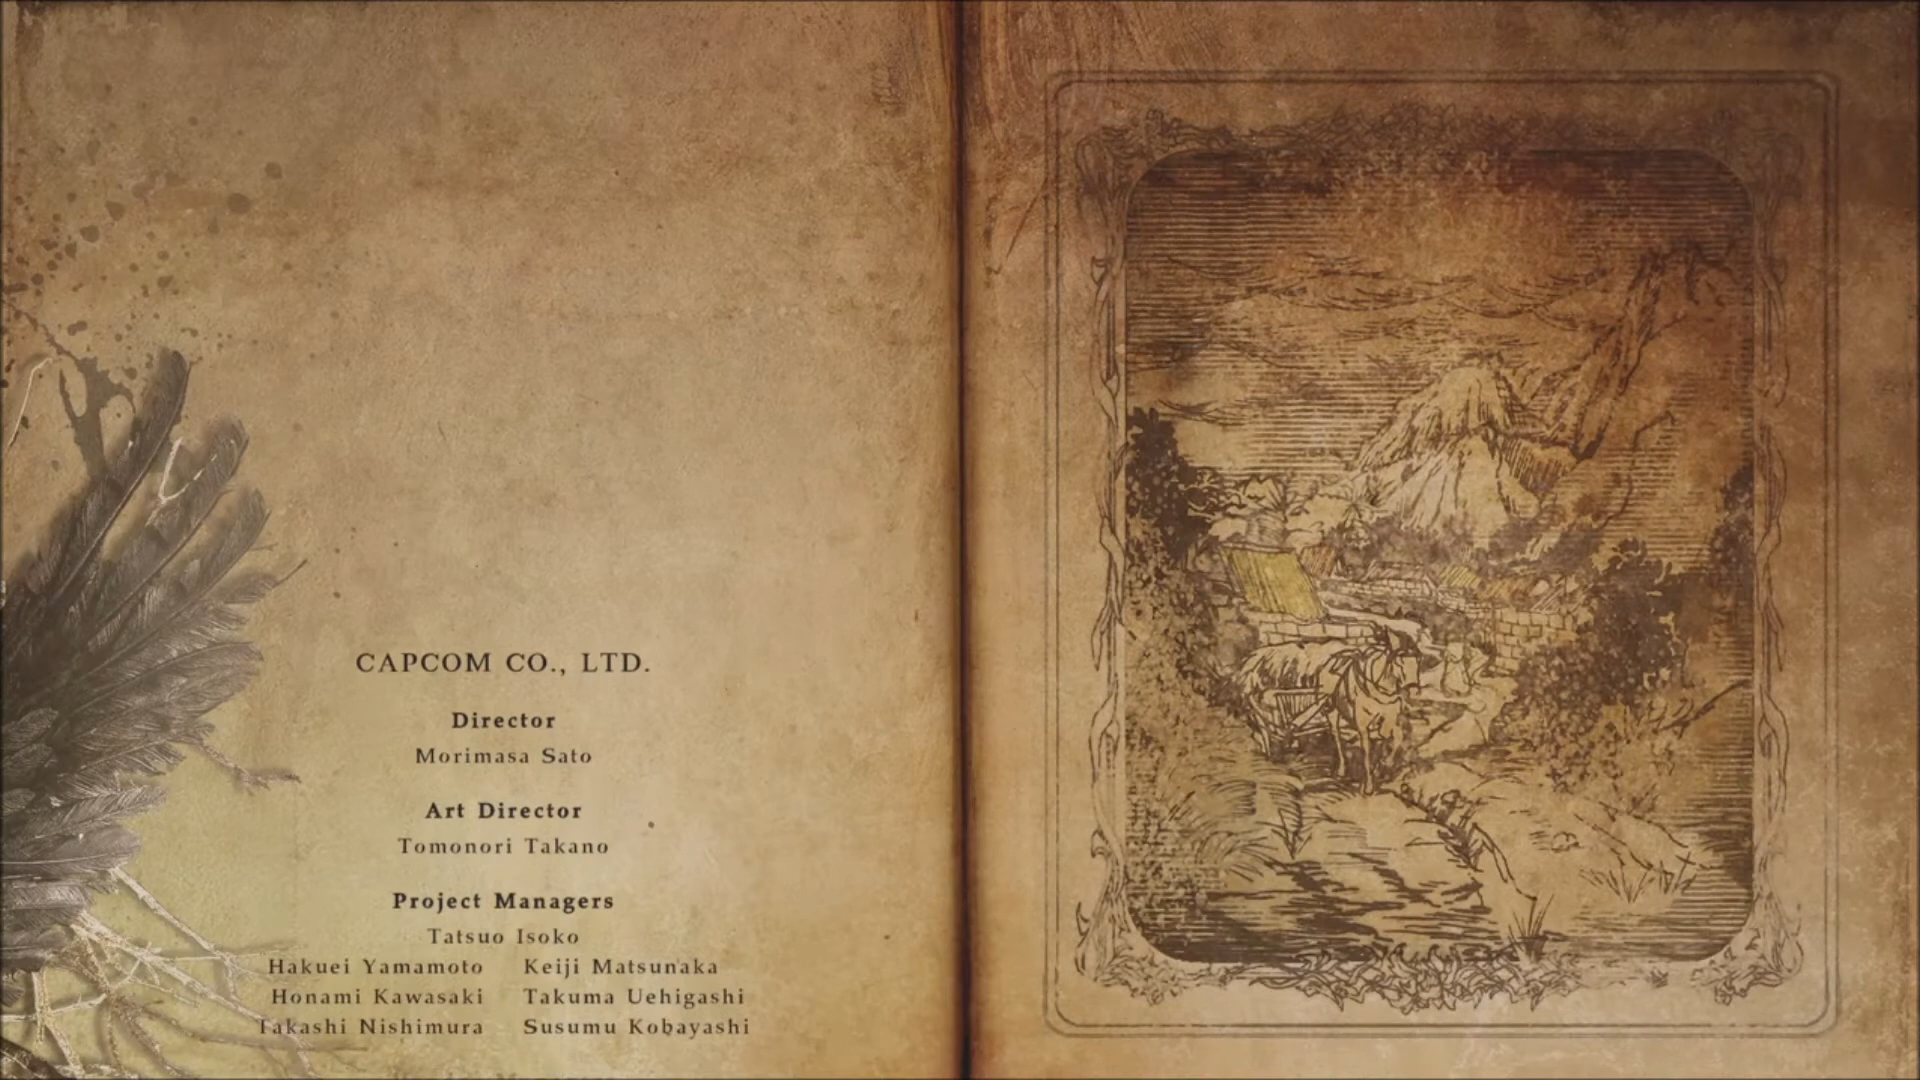 CAPCOM CO., LTD.
Director
Morimasa Sato
Art Director
Tomonori Takano
Project Managers
Tatsuo Isoko
Hakuei Yamamoto Keiji Matsunaka
Honami Kawasaki Takuma Uehigashi
Takashi Nishimura Susumu Kobayashi